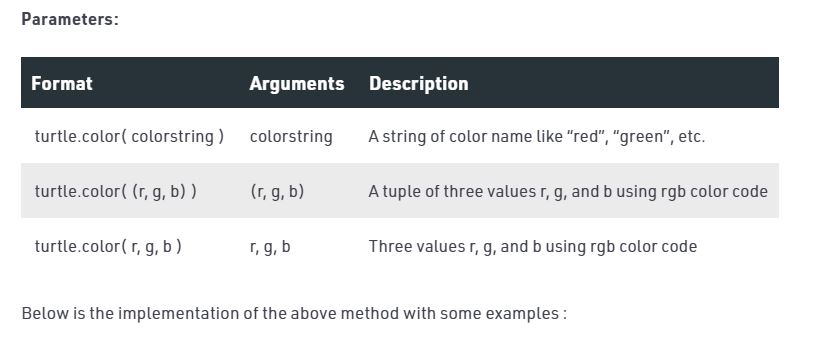 Parameters:
Format Arguments Description
turtle.color( colorstring ) colorstring A string of color name like “red”, “green”, etc.
turtle.color( (r, g, b) ) (r, g, b) A tuple of three values r, g, and b using rgb color code
turtle.color( r, g, b ) r, g, b Three values r, g, and b using rgb color code
Below is the implementation of the above method with some examples :